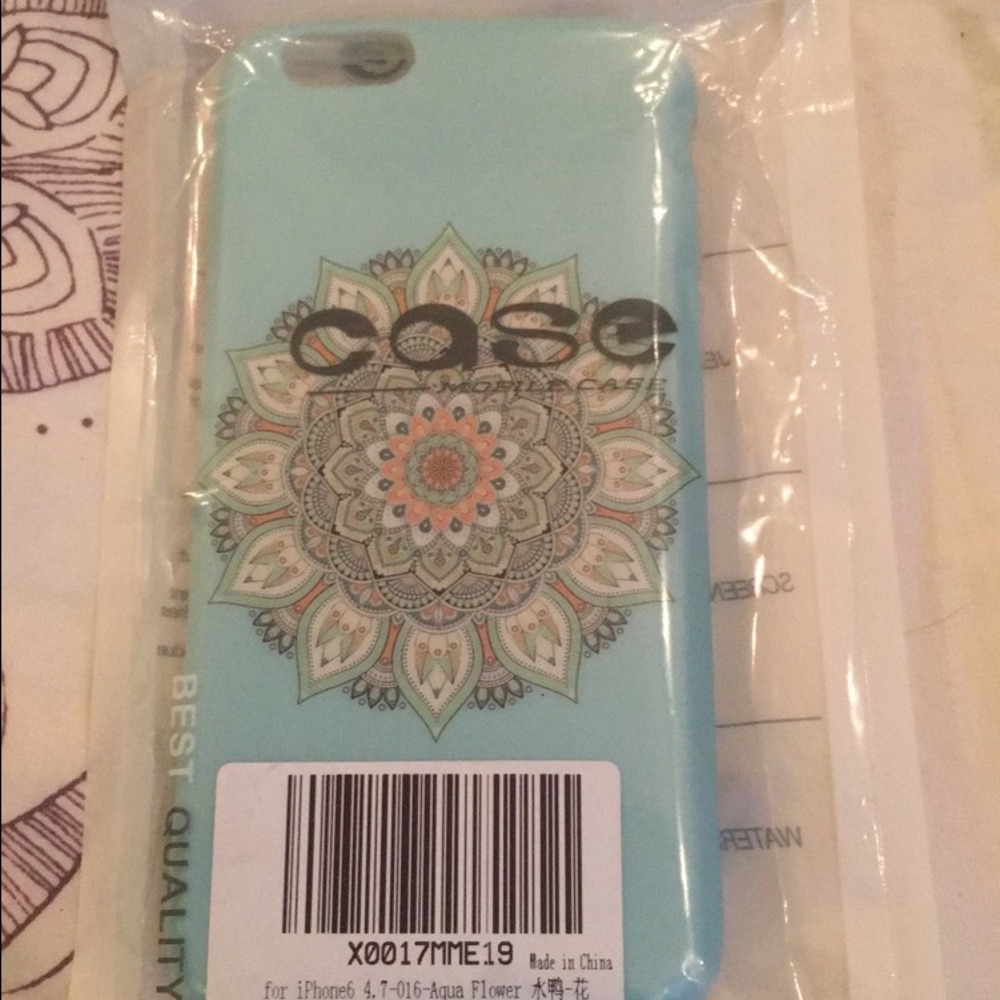 case
MOBILE CASE
SCREEN
WATER
BEST QUALITY
X0017MME19
Made in China
for iPhone6 4.7-016-Aqua Flower 水鸭-花